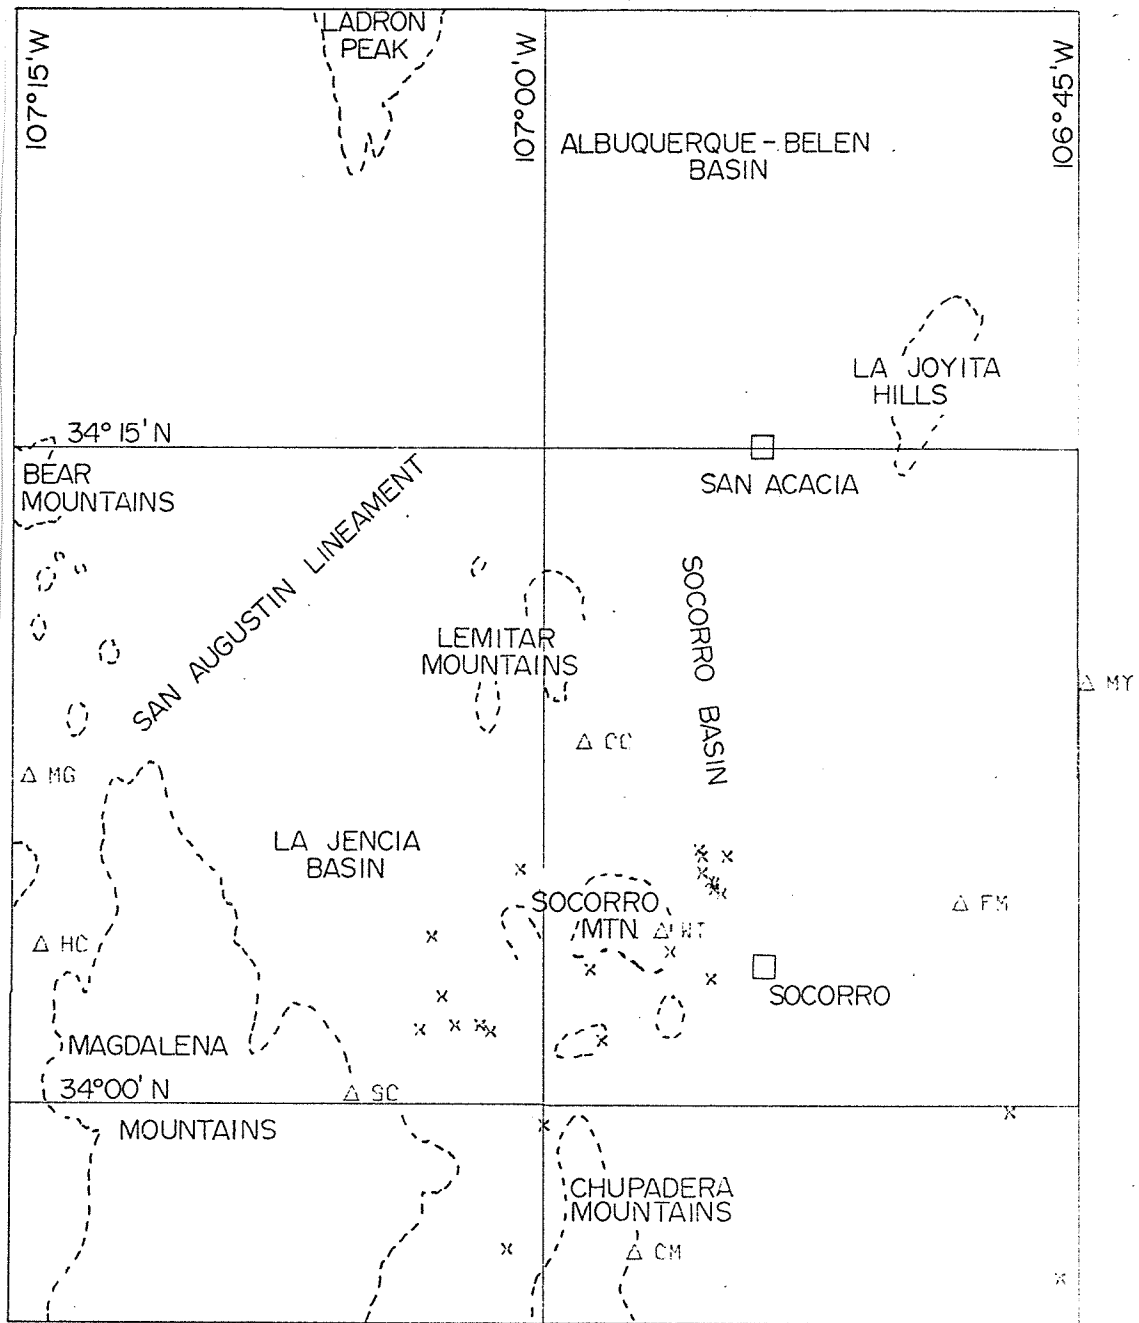 LADRON
PEAK
107°15'W
107°00'W
106°45'W
ALBUQUERQUE-BELEN
BASIN
LA JOYITA
HILLS
34°15'N
BEAR
MOUNTAINS
SAN ACACIA
SAN AUGUSTIN LINEAMENT
SOCORRO BASIN
LEMITAR
MOUNTAINS
MY
CC
MG
LA JENCIA
BASIN
SOCORRO
MTN.
WT
FM
HC
SOCORRO
MAGDALENA
34°00'N
SC
MOUNTAINS
CHUPADERA
MOUNTAINS
CM